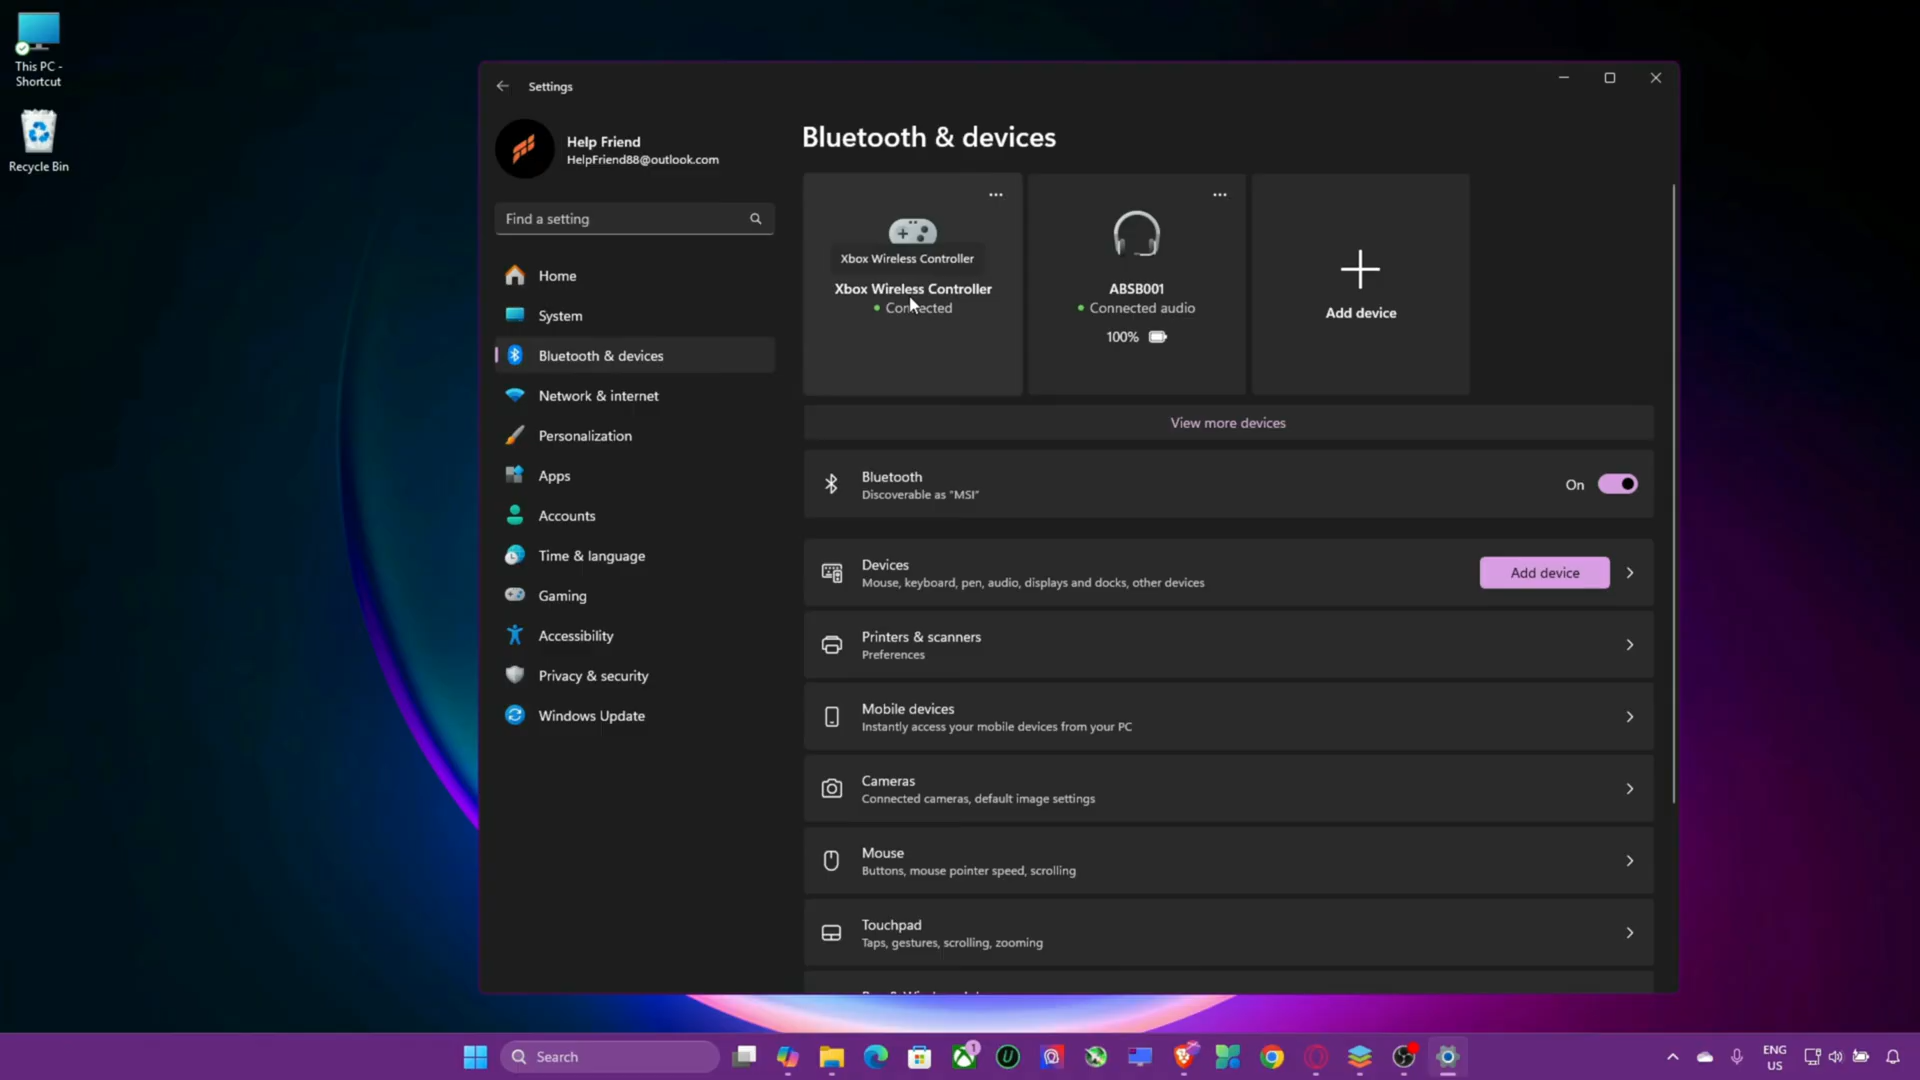 This PC -
Shortcut
Recycle Bin
Settings
Help Friend
HelpFriend88@outlook.com
Find a setting
Home
System
Bluetooth & devices
Network & internet
Personalization
Apps
Accounts
Time & language
Gaming
Accessibility
Privacy & security
Windows Update
Bluetooth & devices
Xbox Wireless Controller
Xbox Wireless Controller
Connected
ABSB001
Connected audio
100%
Add device
View more devices
Bluetooth
Discoverable as "MSI"
On
Devices
Mouse, keyboard, pen, audio, displays and docks, other devices
Add device
Printers & scanners
Preferences
Mobile devices
Instantly access your mobile devices from your PC
Cameras
Connected cameras, default image settings
Mouse
Buttons, mouse pointer speed, scrolling
Touchpad
Taps, gestures, scrolling, zooming
Search
1
ENG
US